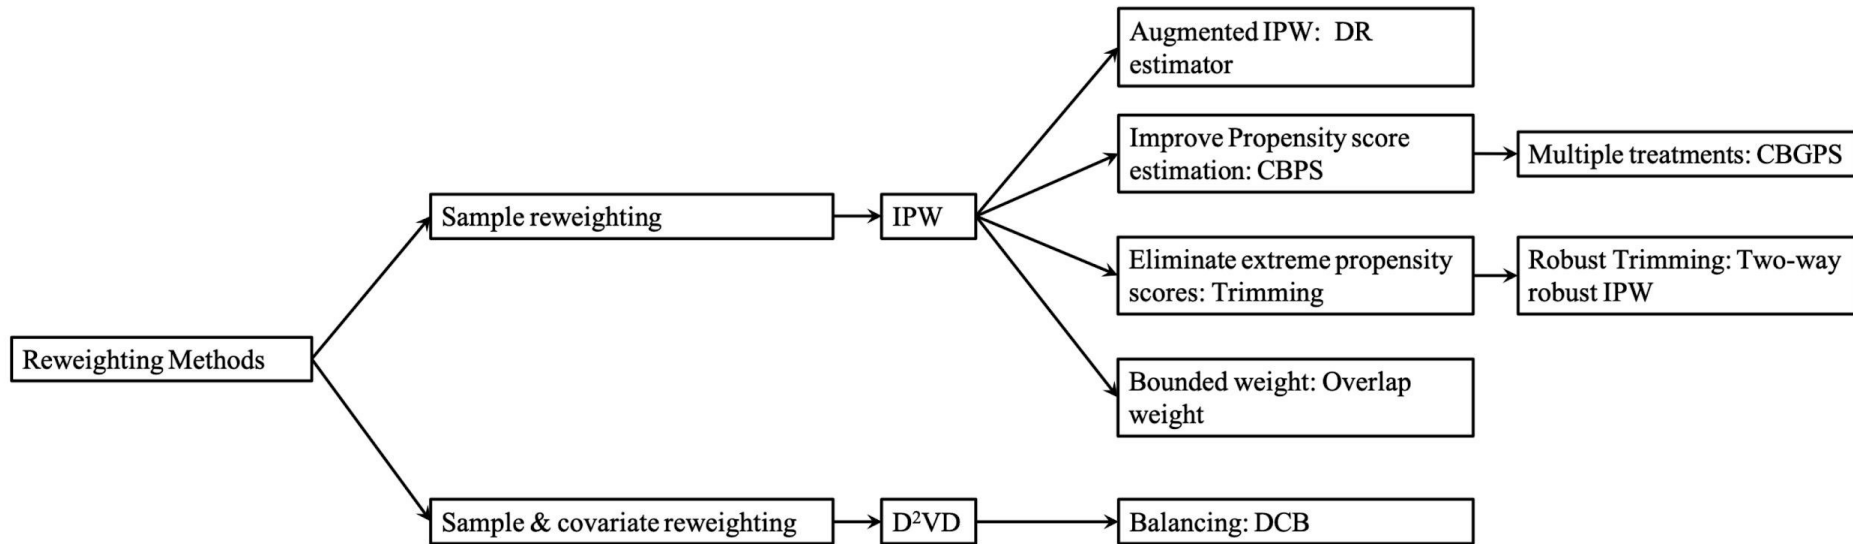 Augmented IPW: DR
estimator
Improve Propensity score
estimation: CBPS
Multiple treatments: CBGPS
Sample reweighting
IPW
Eliminate extreme propensity
scores: Trimming
Robust Trimming: Two-way
robust IPW
Reweighting Methods
Bounded weight: Overlap
weight
Sample & covariate reweighting
D²VD
Balancing: DCB